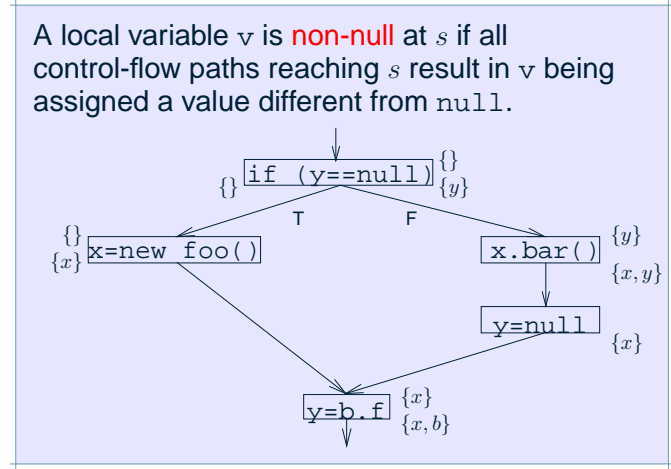 A local variable v is non-null at s if all
control-flow paths reaching s result in v being
assigned a value different from null.
{}
{} if (y==null) {y}
T F
{} {y}
x=new foo() x.bar()
{x} {x, y}
y=null
{x}
{x}
y=b.f
{x, b}